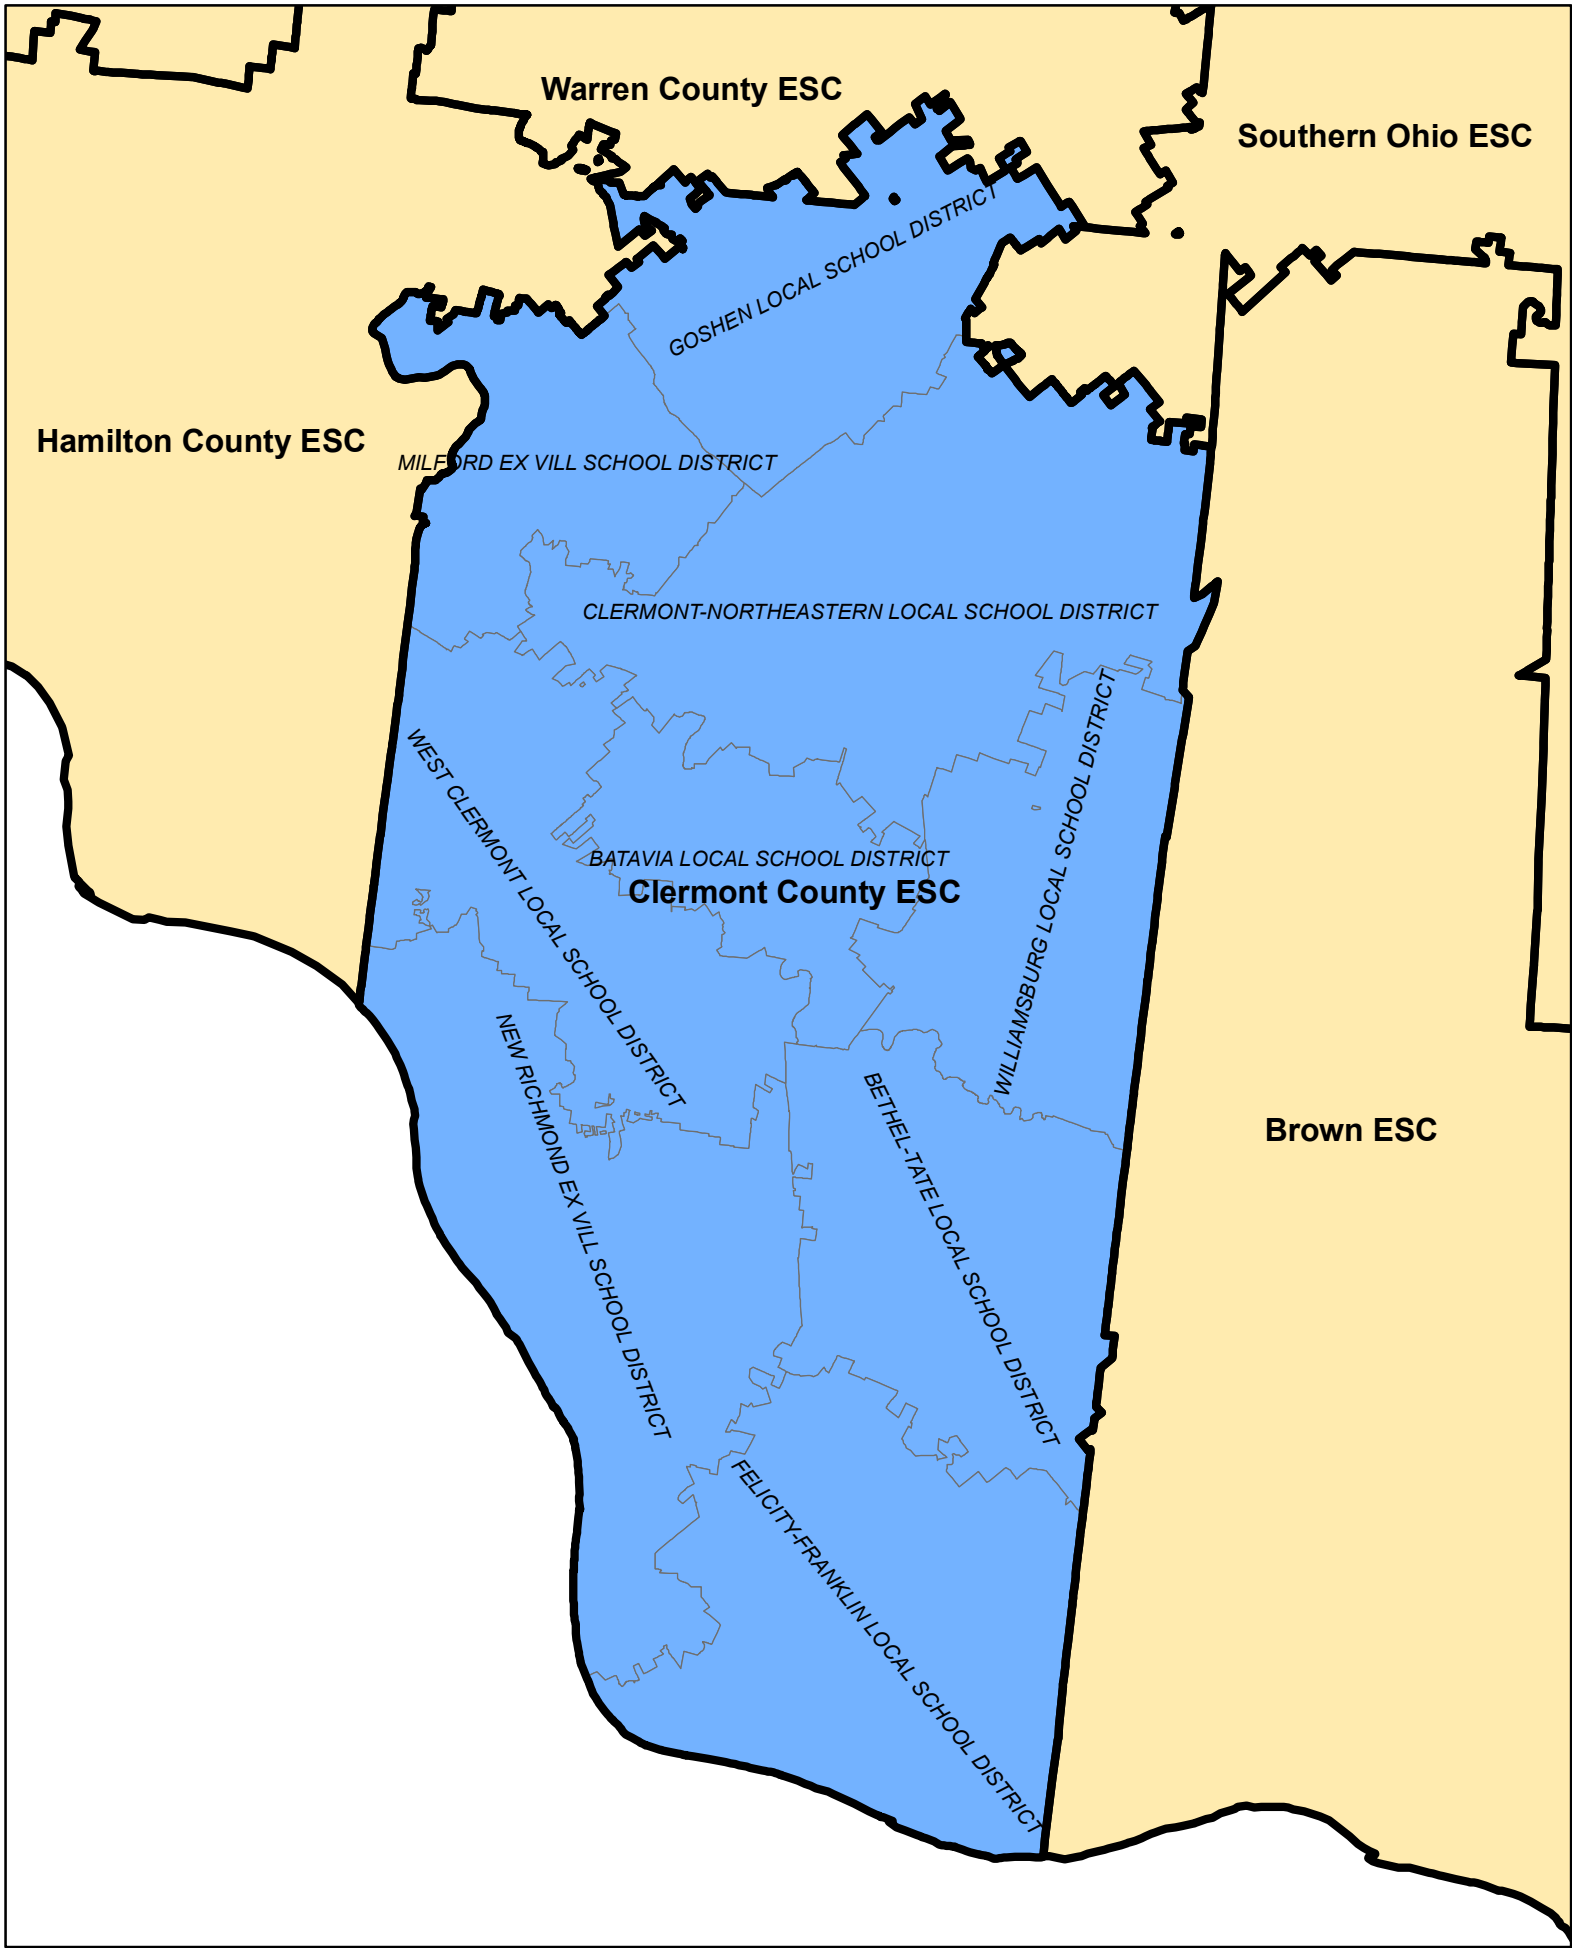 Warren County ESC
Southern Ohio ESC
GOSHEN LOCAL SCHOOL DISTRICT
Hamilton County ESC
MILFORD EX VILL SCHOOL DISTRICT
CLERMONT-NORTHEASTERN LOCAL SCHOOL DISTRICT
WEST CLERMONT LOCAL SCHOOL DISTRICT
WILLIAMSBURG LOCAL SCHOOL DISTRICT
BATAVIA LOCAL SCHOOL DISTRICT
Clermont County ESC
NEW RICHMOND EX VILL SCHOOL DISTRICT
BETHEL-TATE LOCAL SCHOOL DISTRICT
Brown ESC
FELICITY-FRANKLIN LOCAL SCHOOL DISTRICT